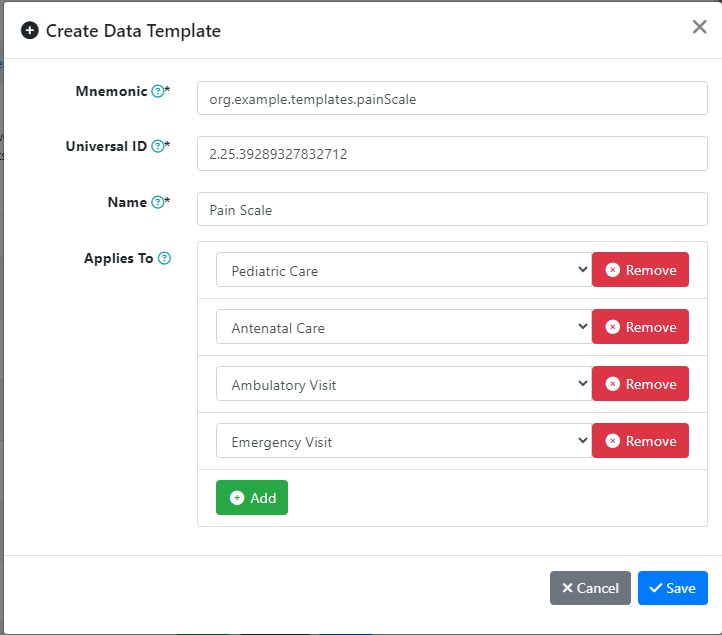 Create Data Template
Mnemonic ?*
org.example.templates.painScale
Universal ID ?*
2.25.39289327832712
Name ?*
Pain Scale
Applies To ?
Pediatric Care Remove
Antenatal Care Remove
Ambulatory Visit Remove
Emergency Visit Remove
Add
Cancel Save